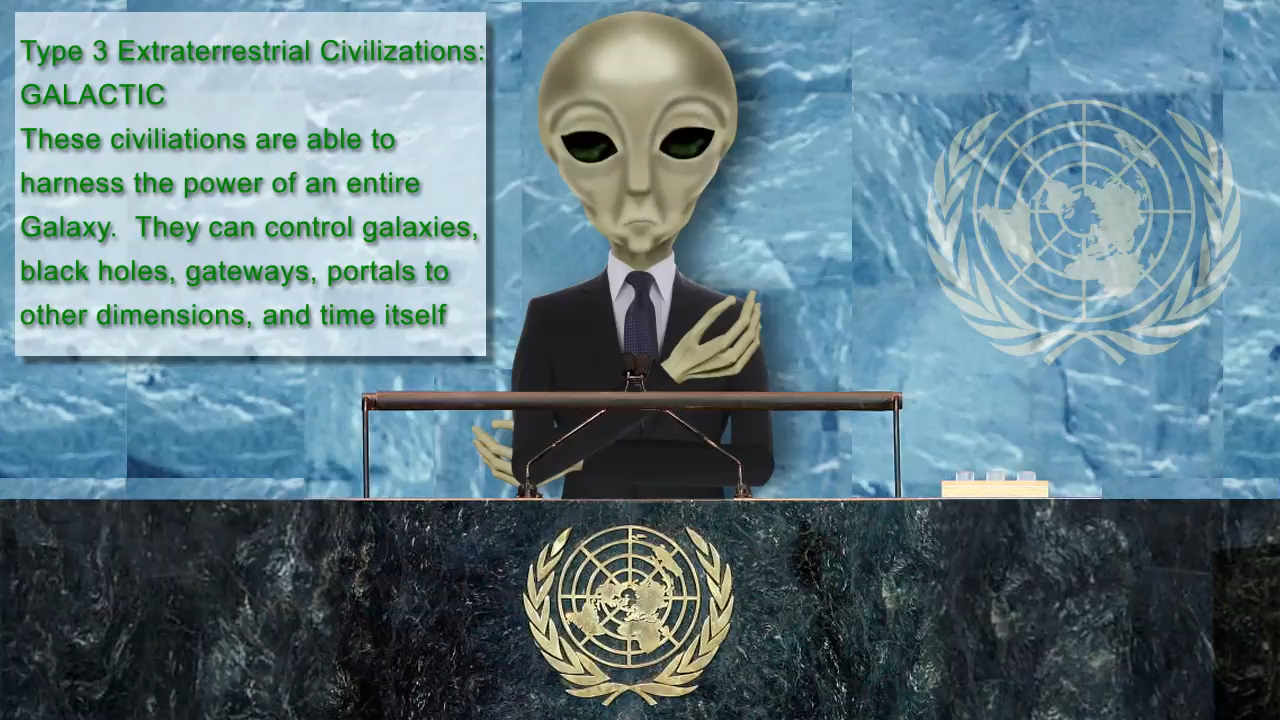 Type 3 Extraterrestrial Civilizations:
GALACTIC
These civiliations are able to
harness the power of an entire
Galaxy.  They can control galaxies,
black holes, gateways, portals to
other dimensions, and time itself